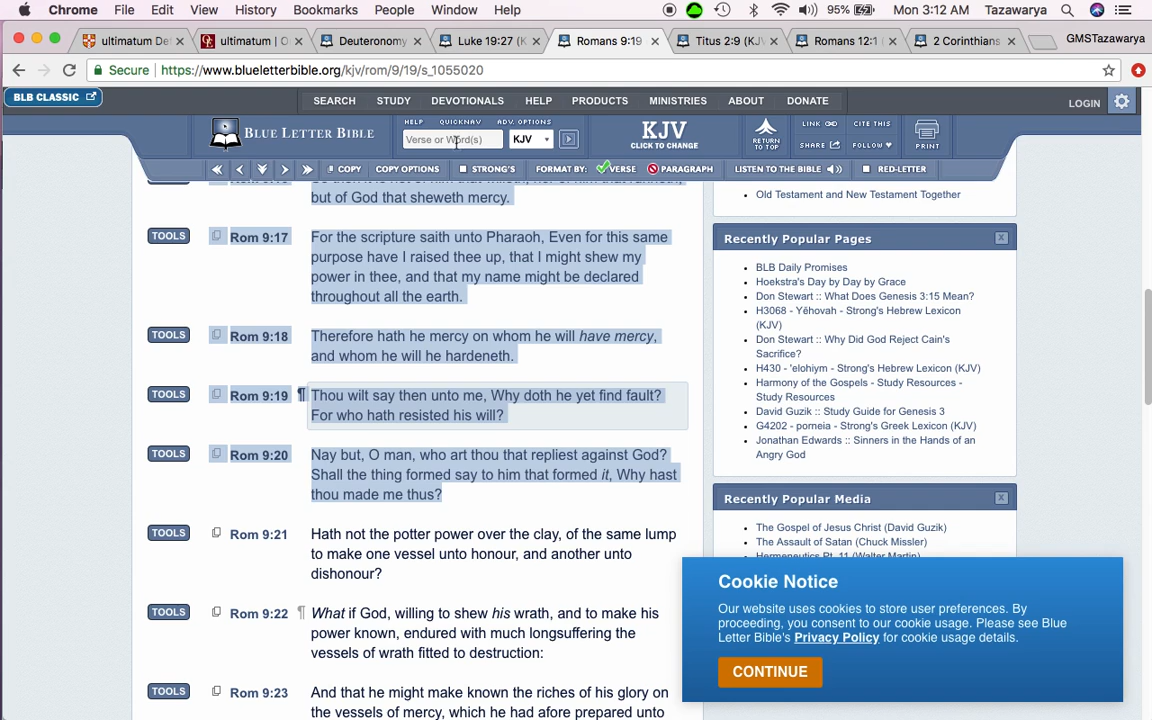 Chrome File Edit View History Bookmarks People Window Help 95% Mon 3:12 AM Tazawarya
ultimatum De ultimatum | O Deuteronomy Luke 19:27 (K Romans 9:19 Titus 2:9 (KJV Romans 12:1 2 Corinthians GMSTazawarya
Secure https://www.blueletterbible.org/kjv/rom/9/19/s_1055020
BLB CLASSIC SEARCH STUDY DEVOTIONALS HELP PRODUCTS MINISTRIES ABOUT DONATE LOGIN
HELP QUICKNAV ADV. OPTIONS
BLUE LETTER BIBLE Verse or Word(s) KJV
KJV
CLICK TO CHANGE
RETURN
TO TOP
LINK CITE THIS
SHARE FOLLOW
PRINT
COPY COPY OPTIONS STRONG'S FORMAT BY: VERSE PARAGRAPH LISTEN TO THE BIBLE RED-LETTER
but of God that sheweth mercy.
TOOLS Rom 9:17 For the scripture saith unto Pharaoh, Even for this same
purpose have I raised thee up, that I might shew my
power in thee, and that my name might be declared
throughout all the earth.
TOOLS Rom 9:18 Therefore hath he mercy on whom he will have mercy,
and whom he will he hardeneth.
TOOLS Rom 9:19 ¶ Thou wilt say then unto me, Why doth he yet find fault?
For who hath resisted his will?
TOOLS Rom 9:20 Nay but, O man, who art thou that repliest against God?
Shall the thing formed say to him that formed it, Why hast
thou made me thus?
TOOLS Rom 9:21 Hath not the potter power over the clay, of the same lump
to make one vessel unto honour, and another unto
dishonour?
TOOLS Rom 9:22 ¶ What if God, willing to shew his wrath, and to make his
power known, endured with much longsuffering the
vessels of wrath fitted to destruction:
TOOLS Rom 9:23 And that he might make known the riches of his glory on
the vessels of mercy, which he had afore prepared unto
Old Testament and New Testament Together
Recently Popular Pages
BLB Daily Promises
Hoekstra's Day by Day by Grace
Don Stewart :: What Does Genesis 3:15 Mean?
H3068 - Yĕhovah - Strong's Hebrew Lexicon
(KJV)
Don Stewart :: Why Did God Reject Cain's
Sacrifice?
H430 - 'elohiym - Strong's Hebrew Lexicon (KJV)
Harmony of the Gospels - Study Resources -
Study Resources
David Guzik :: Study Guide for Genesis 3
G4202 - porneia - Strong's Greek Lexicon (KJV)
Jonathan Edwards :: Sinners in the Hands of an
Angry God
Recently Popular Media
The Gospel of Jesus Christ (David Guzik)
The Assault of Satan (Chuck Missler)
Hermeneutics Pt. 11 (Walter Martin)
Cookie Notice
Our website uses cookies to store user preferences. By
proceeding, you consent to our cookie usage. Please see Blue
Letter Bible's Privacy Policy for cookie usage details.
CONTINUE